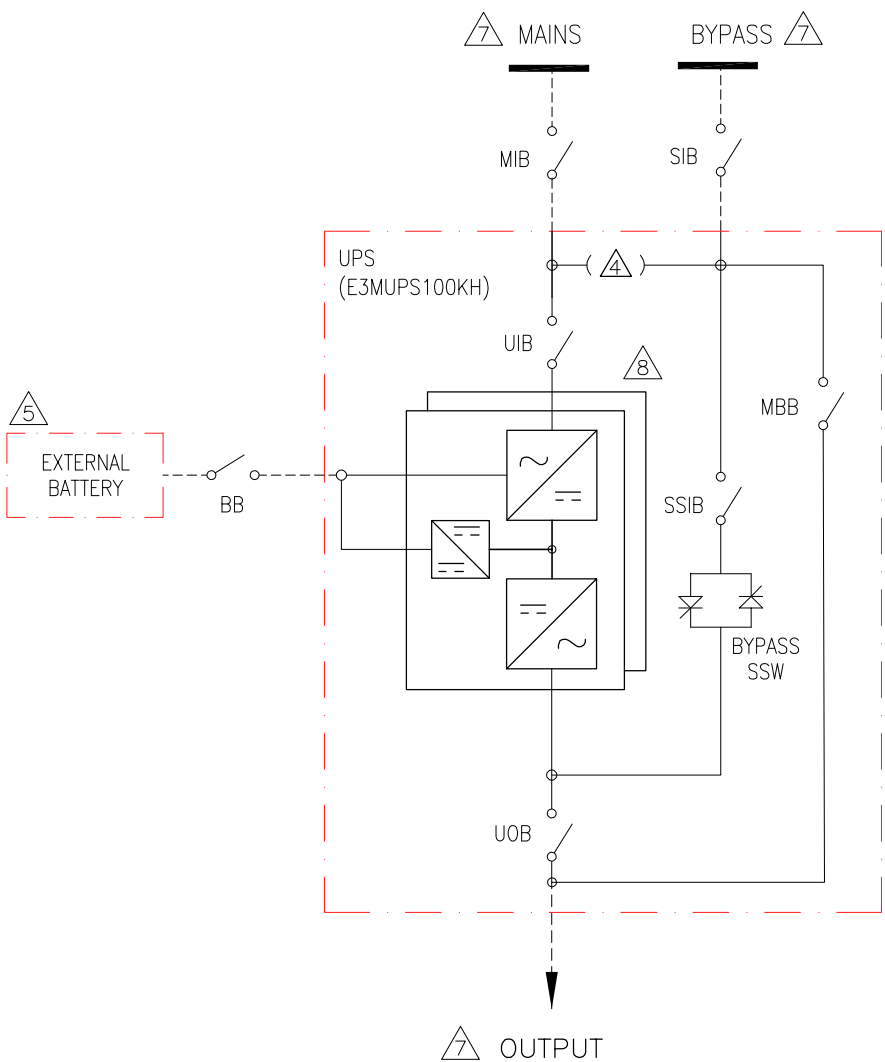 7 MAINS
BYPASS 7
MIB
SIB
UPS
(E3MUPS100KH)
4
UIB
8
MBB
5
EXTERNAL
BATTERY
BB
SSIB
BYPASS
SSW
UOB
7 OUTPUT